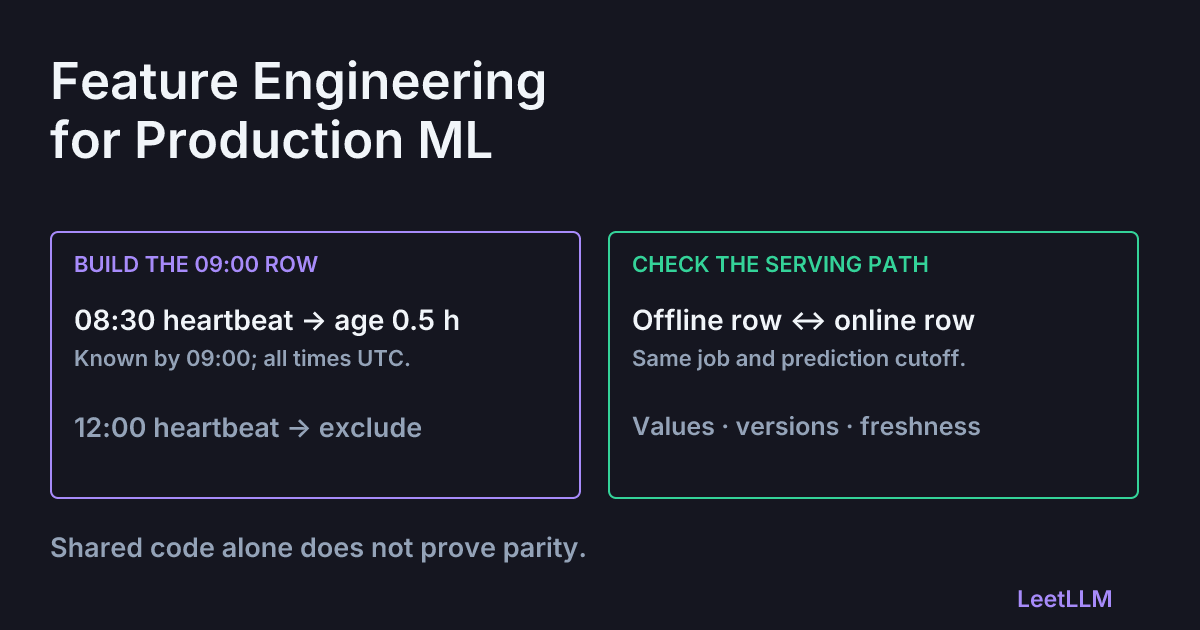 Feature Engineering
for Production ML
BUILD THE 09:00 ROW
08:30 heartbeat → age 0.5 h
Known by 09:00; all times UTC.
12:00 heartbeat → exclude
CHECK THE SERVING PATH
Offline row ↔ online row
Same job and prediction cutoff.
Values · versions · freshness
Shared code alone does not prove parity.
LeetLLM